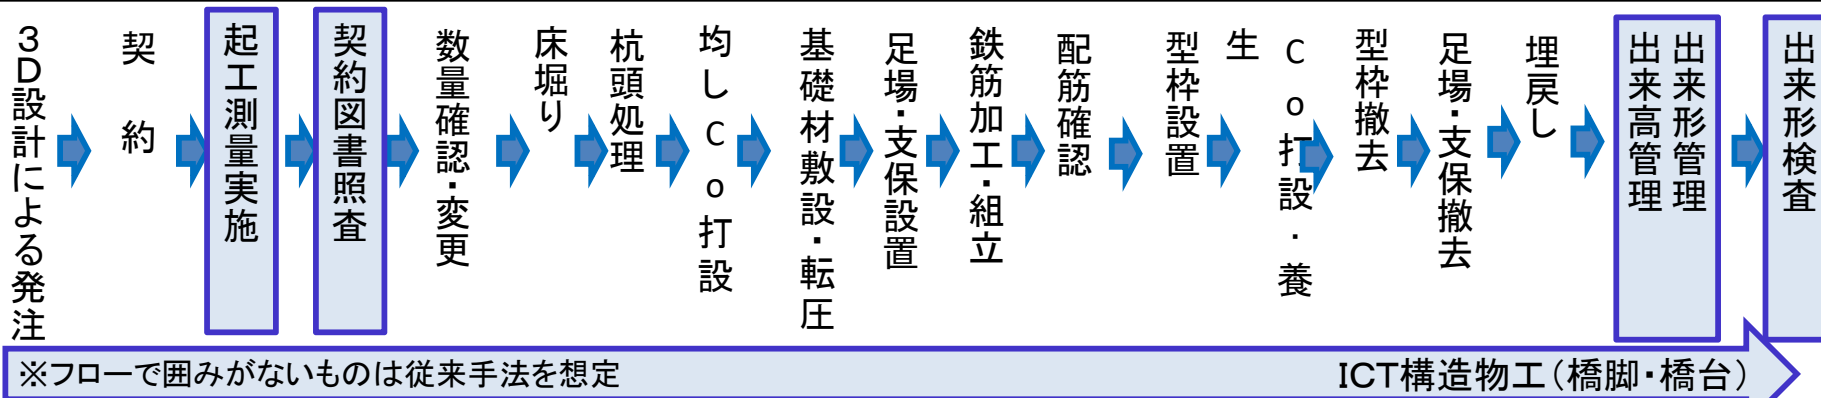 3D設計による発注
契約
起工測量実施
契約図書照査
数量確認・変更
床堀り
杭頭処理
均しCo打設
基礎材敷設・転圧
足場・支保設置
鉄筋加工・組立
配筋確認
型枠設置
Co打設・養
生
型枠撤去
足場・支保撤去
埋戻し
出来形管理
出来高管理
出来形検査
※フローで囲みがないものは従来手法を想定
ICT構造物工(橋脚・橋台)